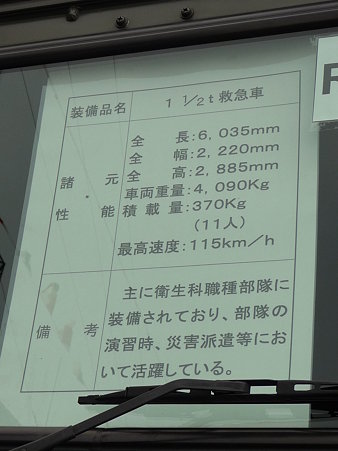 装備品名 1 1/2t救急車
諸元 性能
全長:6,035mm
全幅:2,220mm
全高:2,885mm
車両重量:4,090Kg
積載量:370KgG
(11人)
最高速度:115km/h
備考
主に衛生科職種部隊に
装備されており、部隊の
演習時、災害派遣等にお
いて活躍している。
R